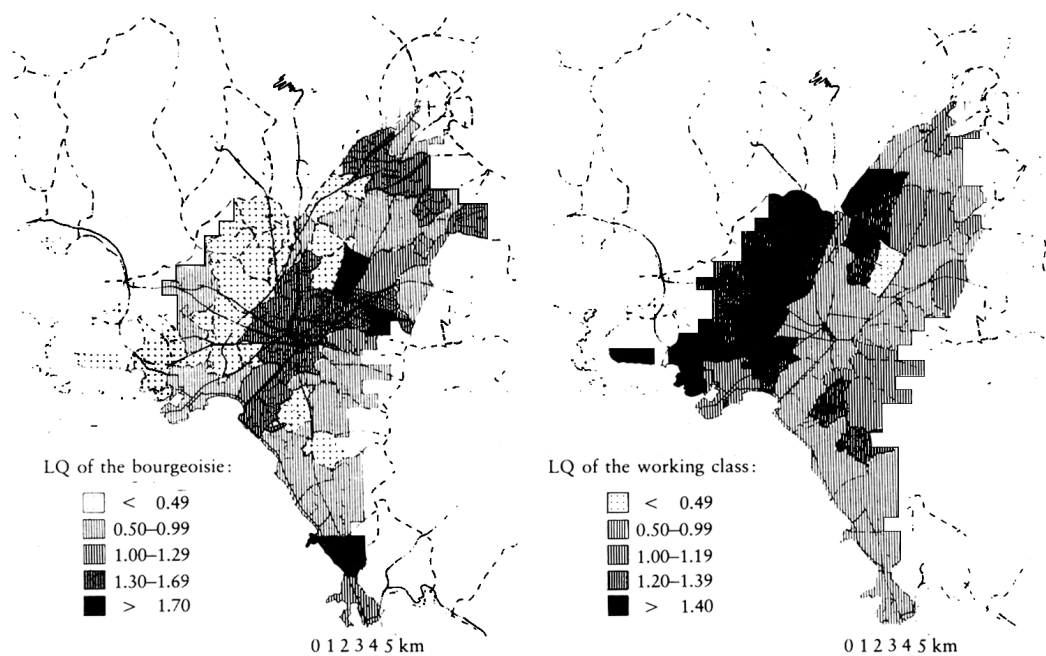 LQ of the bourgeoisie:
< 0.49
0.50–0.99
1.00–1.29
1.30–1.69
> 1.70
0 1 2 3 4 5 km
LQ of the working class:
< 0.49
0.50–0.99
1.00–1.19
1.20–1.39
> 1.40
0 1 2 3 4 5 km